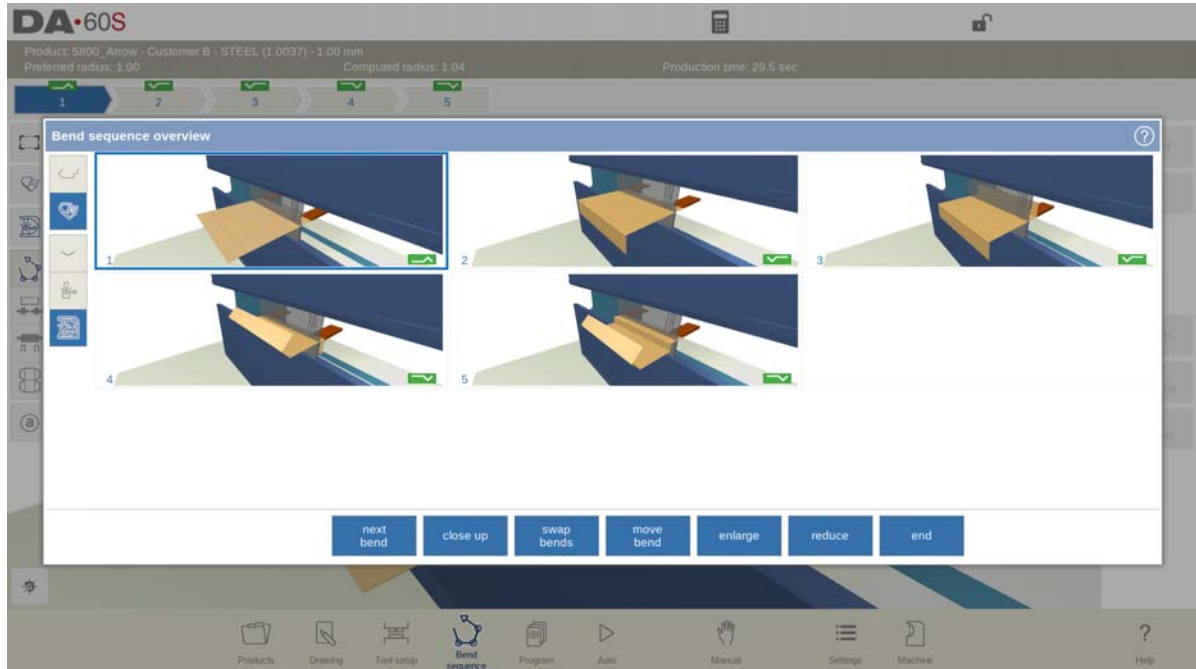 DA•60S
Product: 5800_Arrow - Customer B - STEEL (1.0037) - 1.00 mm
Preferred radius: 1.00 Computed radius: 1.04 Production time: 29.5 sec
1 2 3 4 5
Bend sequence overview
1 2 3
4 5
next bend
close up
swap bends
move bend
enlarge
reduce
end
Products Drawing Tool setup Bend sequence Program Auto Manual Settings Machine Help